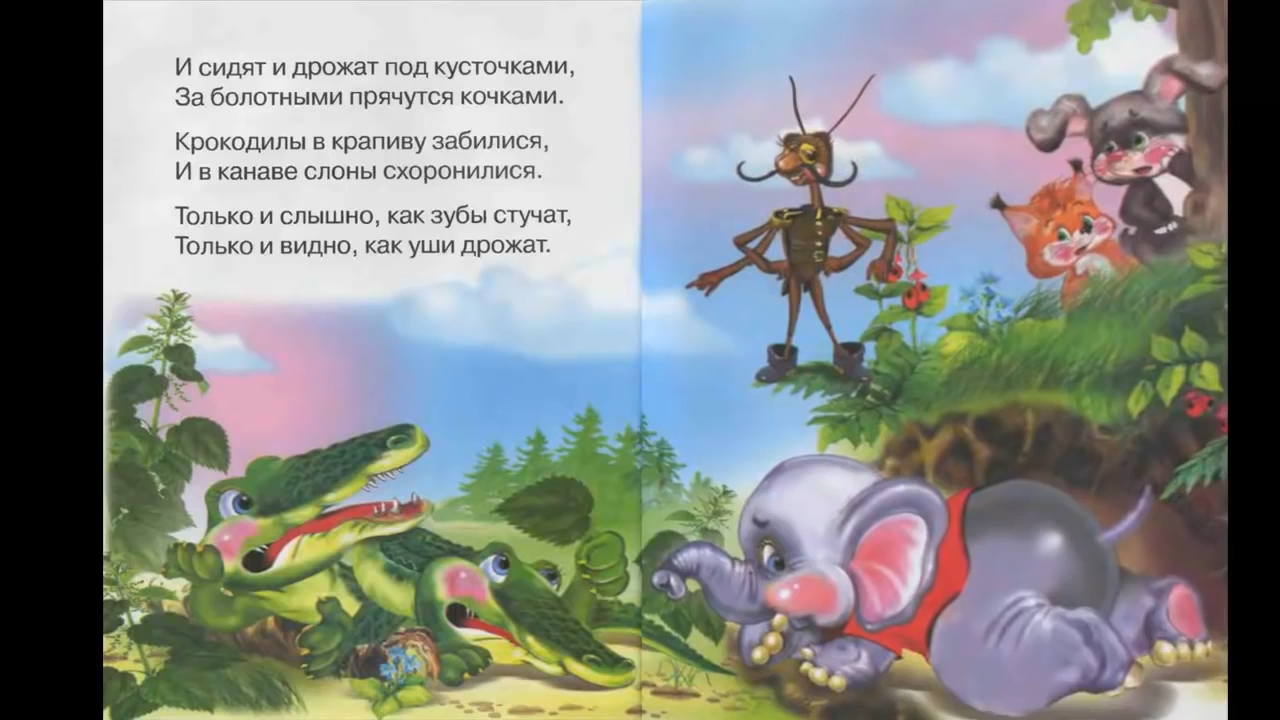 И сидят и дрожат под кусточками,
За болотными прячутся кочками.
Крокодилы в крапиву забилися,
И в канаве слоны схоронилися.
Только и слышно, как зубы стучат,
Только и видно, как уши дрожат.